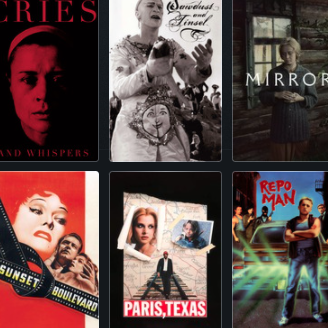 CRIES
AND WHISPERS
Sawdust
and
Tinsel
MIRROR
SUNSET
BOULEVARD
PARIS, TEXAS
REPO
MAN